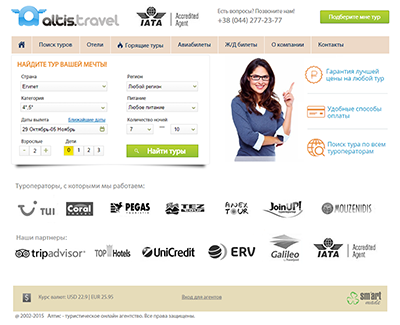 altis.travel
IATA Accredited Agent
Есть вопросы? Позвоните нам!
+38 (044) 277-23-77
Подберите мне тур
Поиск туров Отели Горящие туры Авиабилеты Ж/Д билеты О компании Контакты
НАЙДИТЕ ТУР ВАШЕЙ МЕЧТЫ!
Страна Регион
Египет Любой регион
Категория Питание
4*,5* Любое питание
Даты вылета Ближайшие даты Количество ночей
29 Октябрь-05 Ноябрь 7 — 10
Взрослые Дети
- 2 + 0 1 2 3
Найти туры
Гарантия лучшей
цены на любой тур
Удобные способы
оплаты
Поиск тура по всем
туроператорам
Туроператоры, с которыми мы работаем:
TUI Coral PEGAS TEZ TOUR ANEX TOUR JoinUP! MOUZENIDIS
Наши партнеры:
tripadvisor TOP Hotels UniCredit ERV Galileo IATA Accredited Agent
Курс валют: USD 22.9 | EUR 25.95 Вход для агентов smart
@ 2002-2015 Алтис - туристическое онлайн агентство. Все права защищены.